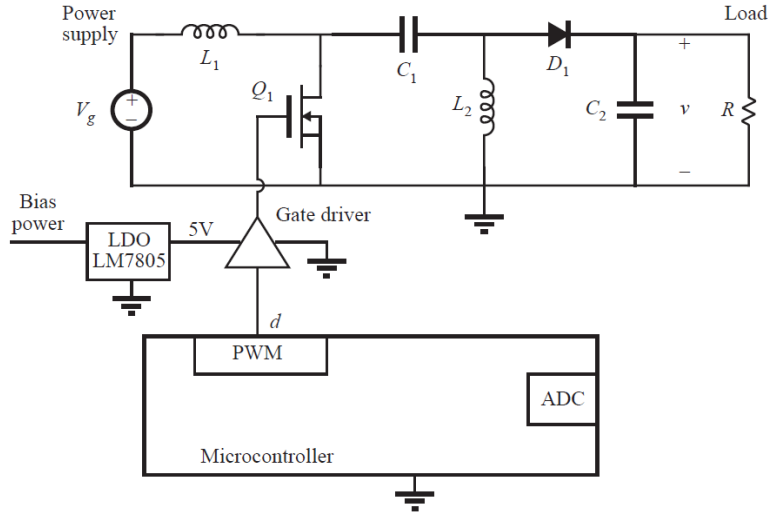 Power
supply
Load
L1
C1
D1
+
Q1
Vg
+
−
L2
C2
v
R
−
Bias
power
Gate driver
LDO
LM7805
5V
d
PWM
ADC
Microcontroller